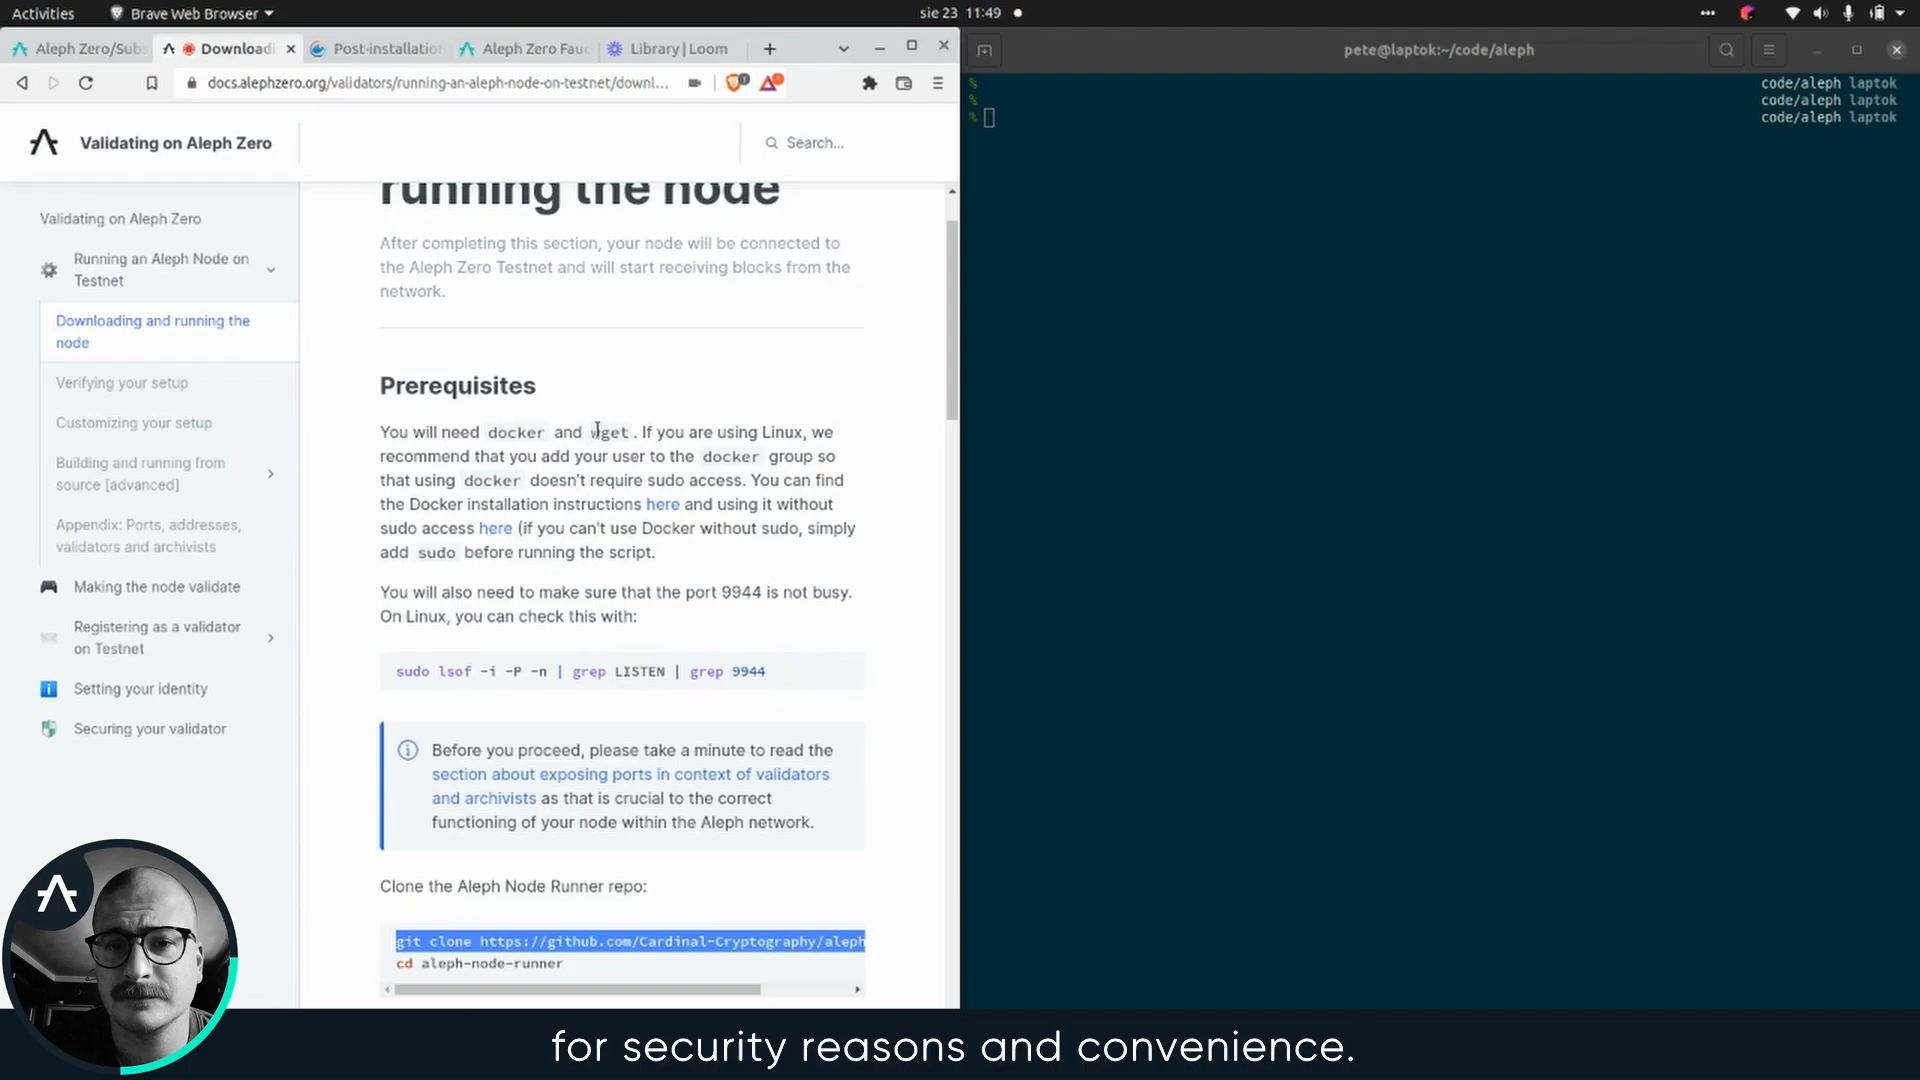 Activities
Brave Web Browser
sie 23 11:49
Aleph Zero/Subs
Downloadi
Post-installation
Aleph Zero Fauc
Library | Loom
docs.alephzero.org/validators/running-an-aleph-node-on-testnet/downl...
Validating on Aleph Zero
Search...
Validating on Aleph Zero
Running an Aleph Node on
Testnet
Downloading and running the
node
Verifying your setup
Customizing your setup
Building and running from
source [advanced]
Appendix: Ports, addresses,
validators and archivists
Making the node validate
Registering as a validator
on Testnet
Setting your identity
Securing your validator
running the node
After completing this section, your node will be connected to
the Aleph Zero Testnet and will start receiving blocks from the
network.
Prerequisites
You will need docker and wget. If you are using Linux, we
recommend that you add your user to the docker group so
that using docker doesn't require sudo access. You can find
the Docker installation instructions here and using it without
sudo access here (if you can't use Docker without sudo, simply
add sudo before running the script.
You will also need to make sure that the port 9944 is not busy.
On Linux, you can check this with:
sudo lsof -i -P -n | grep LISTEN | grep 9944
Before you proceed, please take a minute to read the
section about exposing ports in context of validators
and archivists as that is crucial to the correct
functioning of your node within the Aleph network.
Clone the Aleph Node Runner repo:
git clone https://github.com/Cardinal-Cryptography/aleph
cd aleph-node-runner
pete@laptok:~/code/aleph
% code/aleph laptok
% code/aleph laptok
% code/aleph laptok
for security reasons and convenience.